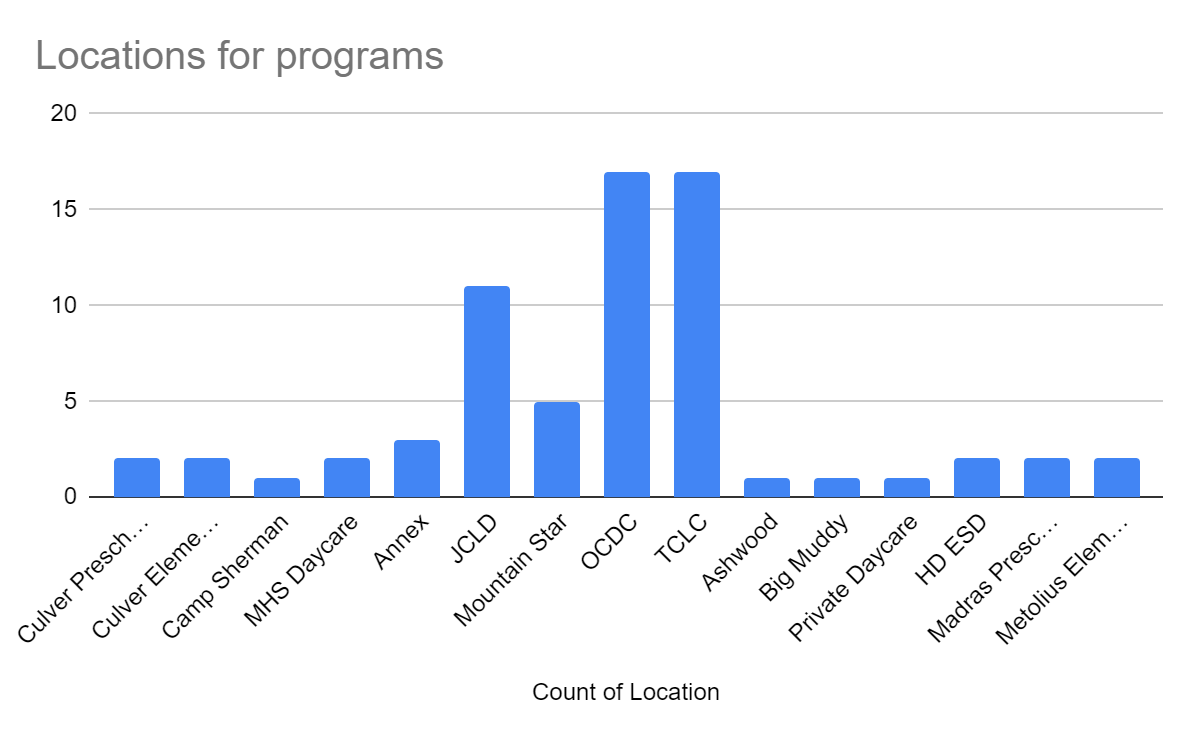 Locations for programs
20
15
10
5
0
Culver Presch…
Culver Eleme…
Camp Sherman
MHS Daycare
Annex
JCLD
Mountain Star
OCDC
TCLC
Ashwood
Big Muddy
Private Daycare
HD ESD
Madras Presc…
Metolius Elem…
Count of Location